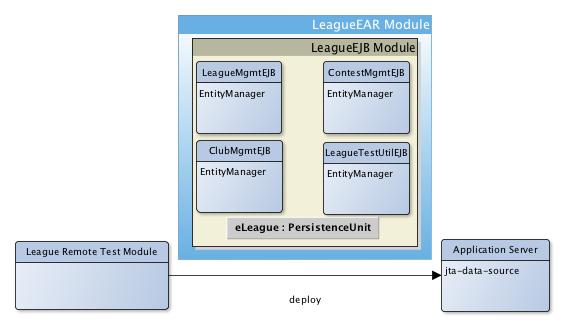 LeagueEAR Module
LeagueEJB Module
LeagueMgmtEJB
EntityManager
ContestMgmtEJB
EntityManager
ClubMgmtEJB
EntityManager
LeagueTestUtilEJB
EntityManager
eLeague : PersistenceUnit
League Remote Test Module
Application Server
jta-data-source
deploy